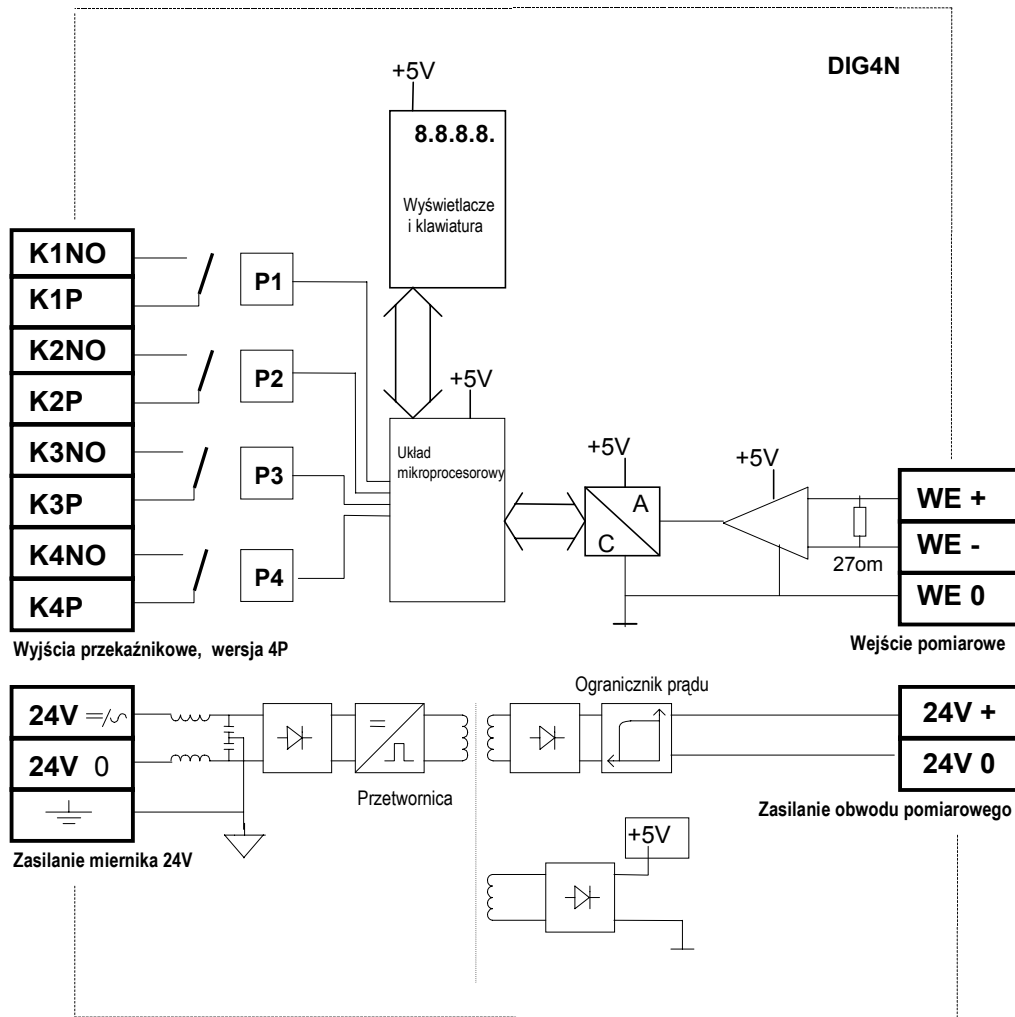 DIG4N
+5V
8.8.8.8.
Wyświetlacze
i klawiatura
K1NO
K1P
K2NO
K2P
K3NO
K3P
K4NO
K4P
P1
P2
P3
P4
+5V
Układ
mikroprocesorowy
+5V
A
C
+5V
27om
WE +
WE -
WE 0
Wyjścia przekaźnikowe, wersja 4P
Wejście pomiarowe
24V
24V 0
Zasilanie miernika 24V
Przetwornica
Ogranicznik prądu
24V +
24V 0
Zasilanie obwodu pomiarowego
+5V